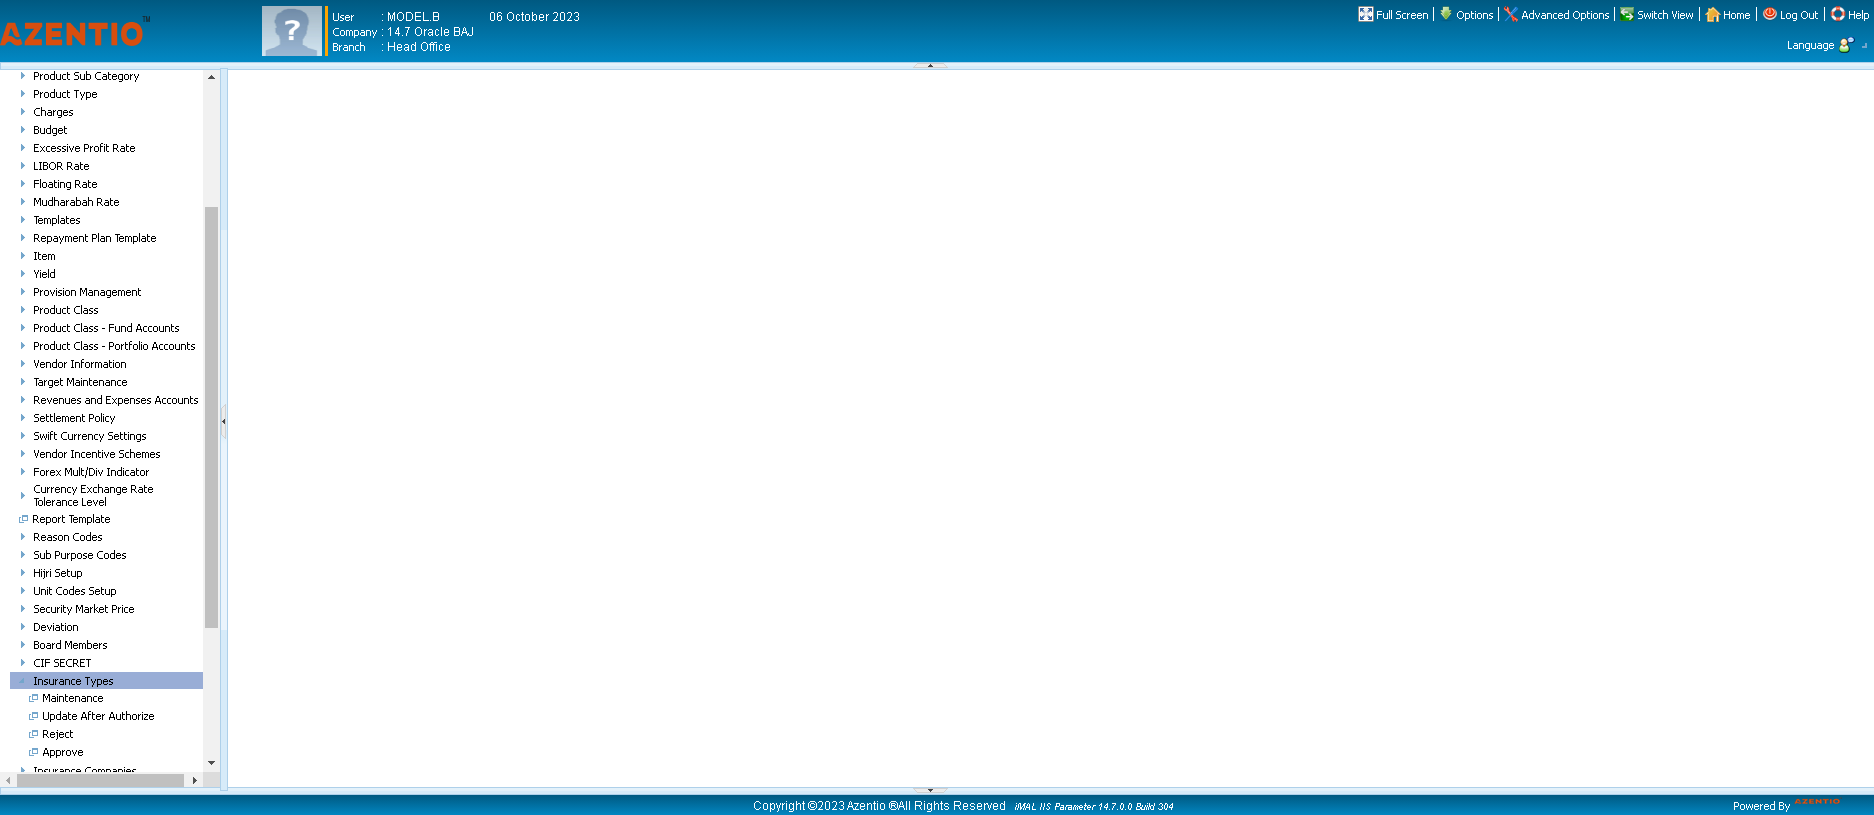 AZENTIO™
User : MODEL.B 06 October 2023
Company : 14.7 Oracle BAJ
Branch : Head Office
Full Screen | Options | Advanced Options | Switch View | Home | Log Out | Help
Language
Product Sub Category
Product Type
Charges
Budget
Excessive Profit Rate
LIBOR Rate
Floating Rate
Mudharabah Rate
Templates
Repayment Plan Template
Item
Yield
Provision Management
Product Class
Product Class - Fund Accounts
Product Class - Portfolio Accounts
Vendor Information
Target Maintenance
Revenues and Expenses Accounts
Settlement Policy
Swift Currency Settings
Vendor Incentive Schemes
Forex Mult/Div Indicator
Currency Exchange Rate
Tolerance Level
Report Template
Reason Codes
Sub Purpose Codes
Hijri Setup
Unit Codes Setup
Security Market Price
Deviation
Board Members
CIF SECRET
Insurance Types
Maintenance
Update After Authorize
Reject
Approve
Insurance Companies
Copyright ©2023 Azentio ®All Rights Reserved iMAL IIS Parameter 14.7.0.0 Build 304
Powered By AZENTIO